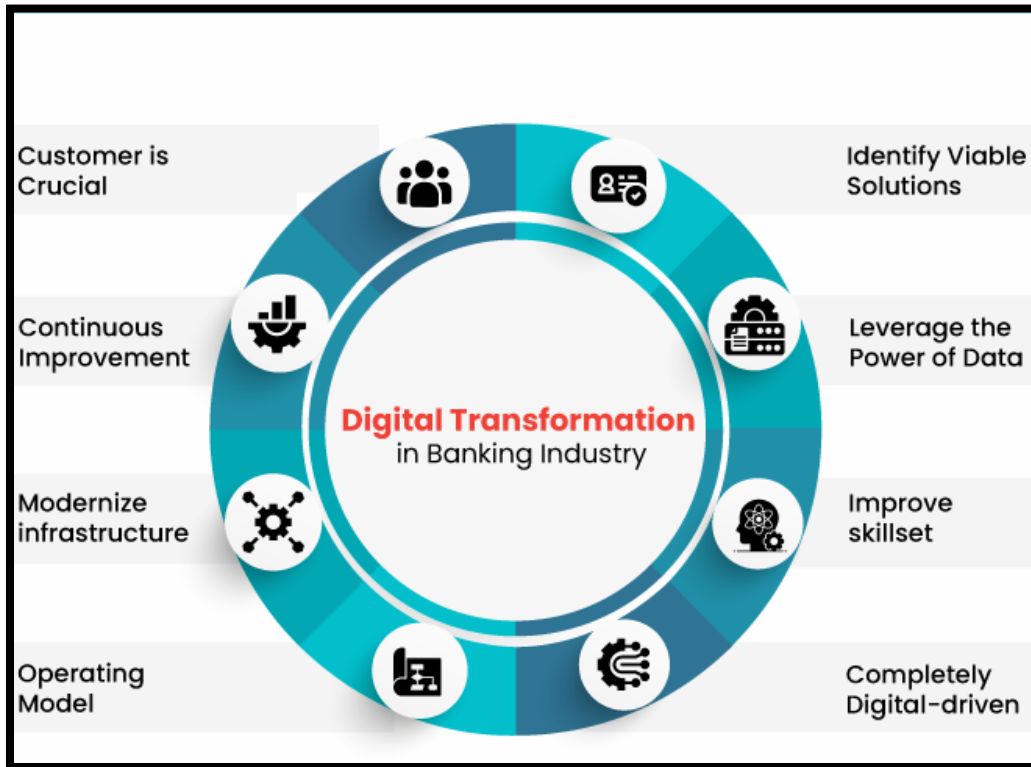 Customer is
Crucial
Identify Viable
Solutions
Continuous
Improvement
Leverage the
Power of Data
Digital Transformation
in Banking Industry
Modernize
infrastructure
Improve
skillset
Operating
Model
Completely
Digital-driven